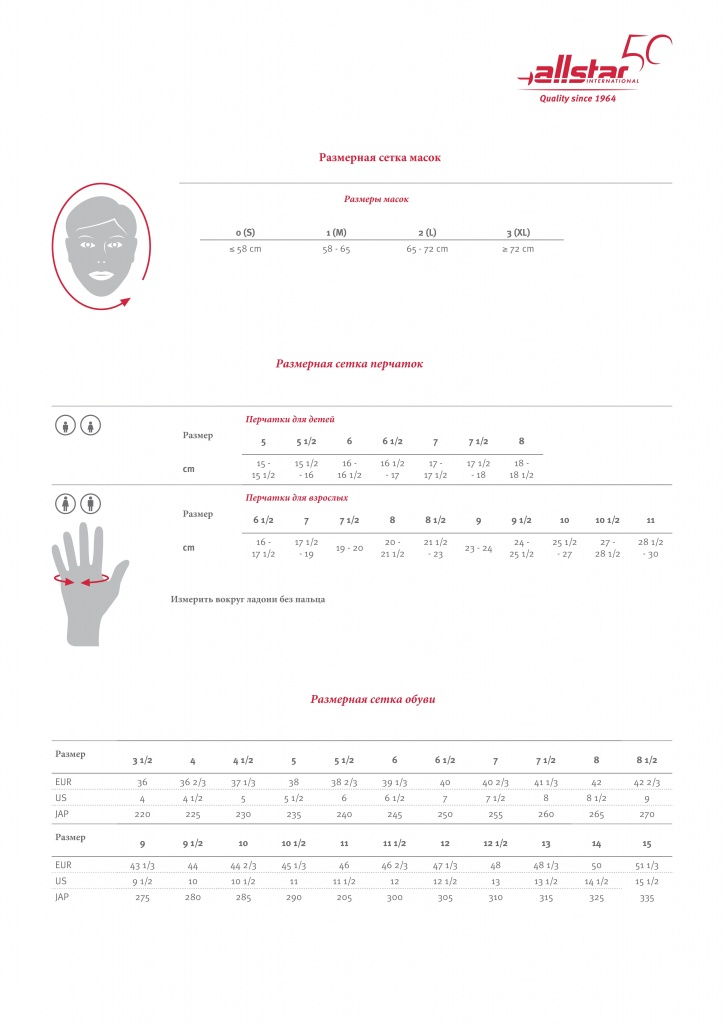 50
allstar
INTERNATIONAL
Quality since 1964
Размерная сетка масок
Размеры масок
0 (S) 1 (M) 2 (L) 3 (XL)
≤ 58 cm 58 - 65 65 - 72 cm ≥ 72 cm
Размерная сетка перчаток
Перчатки для детей
Размер 5 5 1/2 6 6 1/2 7 7 1/2 8
cm 15 - 15 1/2 15 1/2 - 16 16 - 16 1/2 16 1/2 - 17 17 - 17 1/2 17 1/2 - 18 18 - 18 1/2
Перчатки для взрослых
Размер 6 1/2 7 7 1/2 8 8 1/2 9 9 1/2 10 10 1/2 11
cm 16 - 17 1/2 17 1/2 - 19 19 - 20 20 - 21 1/2 21 1/2 - 23 23 - 24 24 - 25 1/2 25 1/2 - 27 27 - 28 1/2 28 1/2 - 30
Измерить вокруг ладони без пальца
Размерная сетка обуви
Размер 3 1/2 4 4 1/2 5 5 1/2 6 6 1/2 7 7 1/2 8 8 1/2
EUR 36 36 2/3 37 1/3 38 38 2/3 39 1/3 40 40 2/3 41 1/3 42 42 2/3
US 4 4 1/2 5 5 1/2 6 6 1/2 7 7 1/2 8 8 1/2 9
JAP 220 225 230 235 240 245 250 255 260 265 270
Размер 9 9 1/2 10 10 1/2 11 11 1/2 12 12 1/2 13 14 15
EUR 43 1/3 44 44 2/3 45 1/3 46 46 2/3 47 1/3 48 48 1/3 50 51 1/3
US 9 1/2 10 10 1/2 11 11 1/2 12 12 1/2 13 13 1/2 14 1/2 15 1/2
JAP 275 280 285 290 205 300 305 310 315 325 335